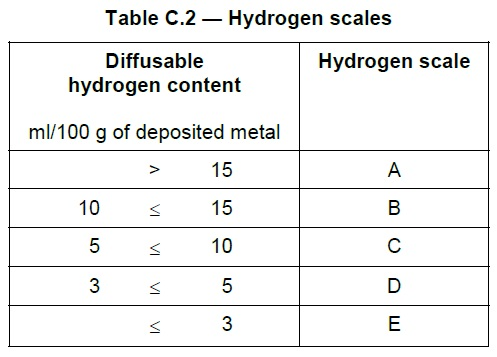 Table C.2 — Hydrogen scales
Diffusable
hydrogen content
ml/100 g of deposited metal
Hydrogen scale
> 15 A
10 ≤ 15 B
5 ≤ 10 C
3 ≤ 5 D
≤ 3 E